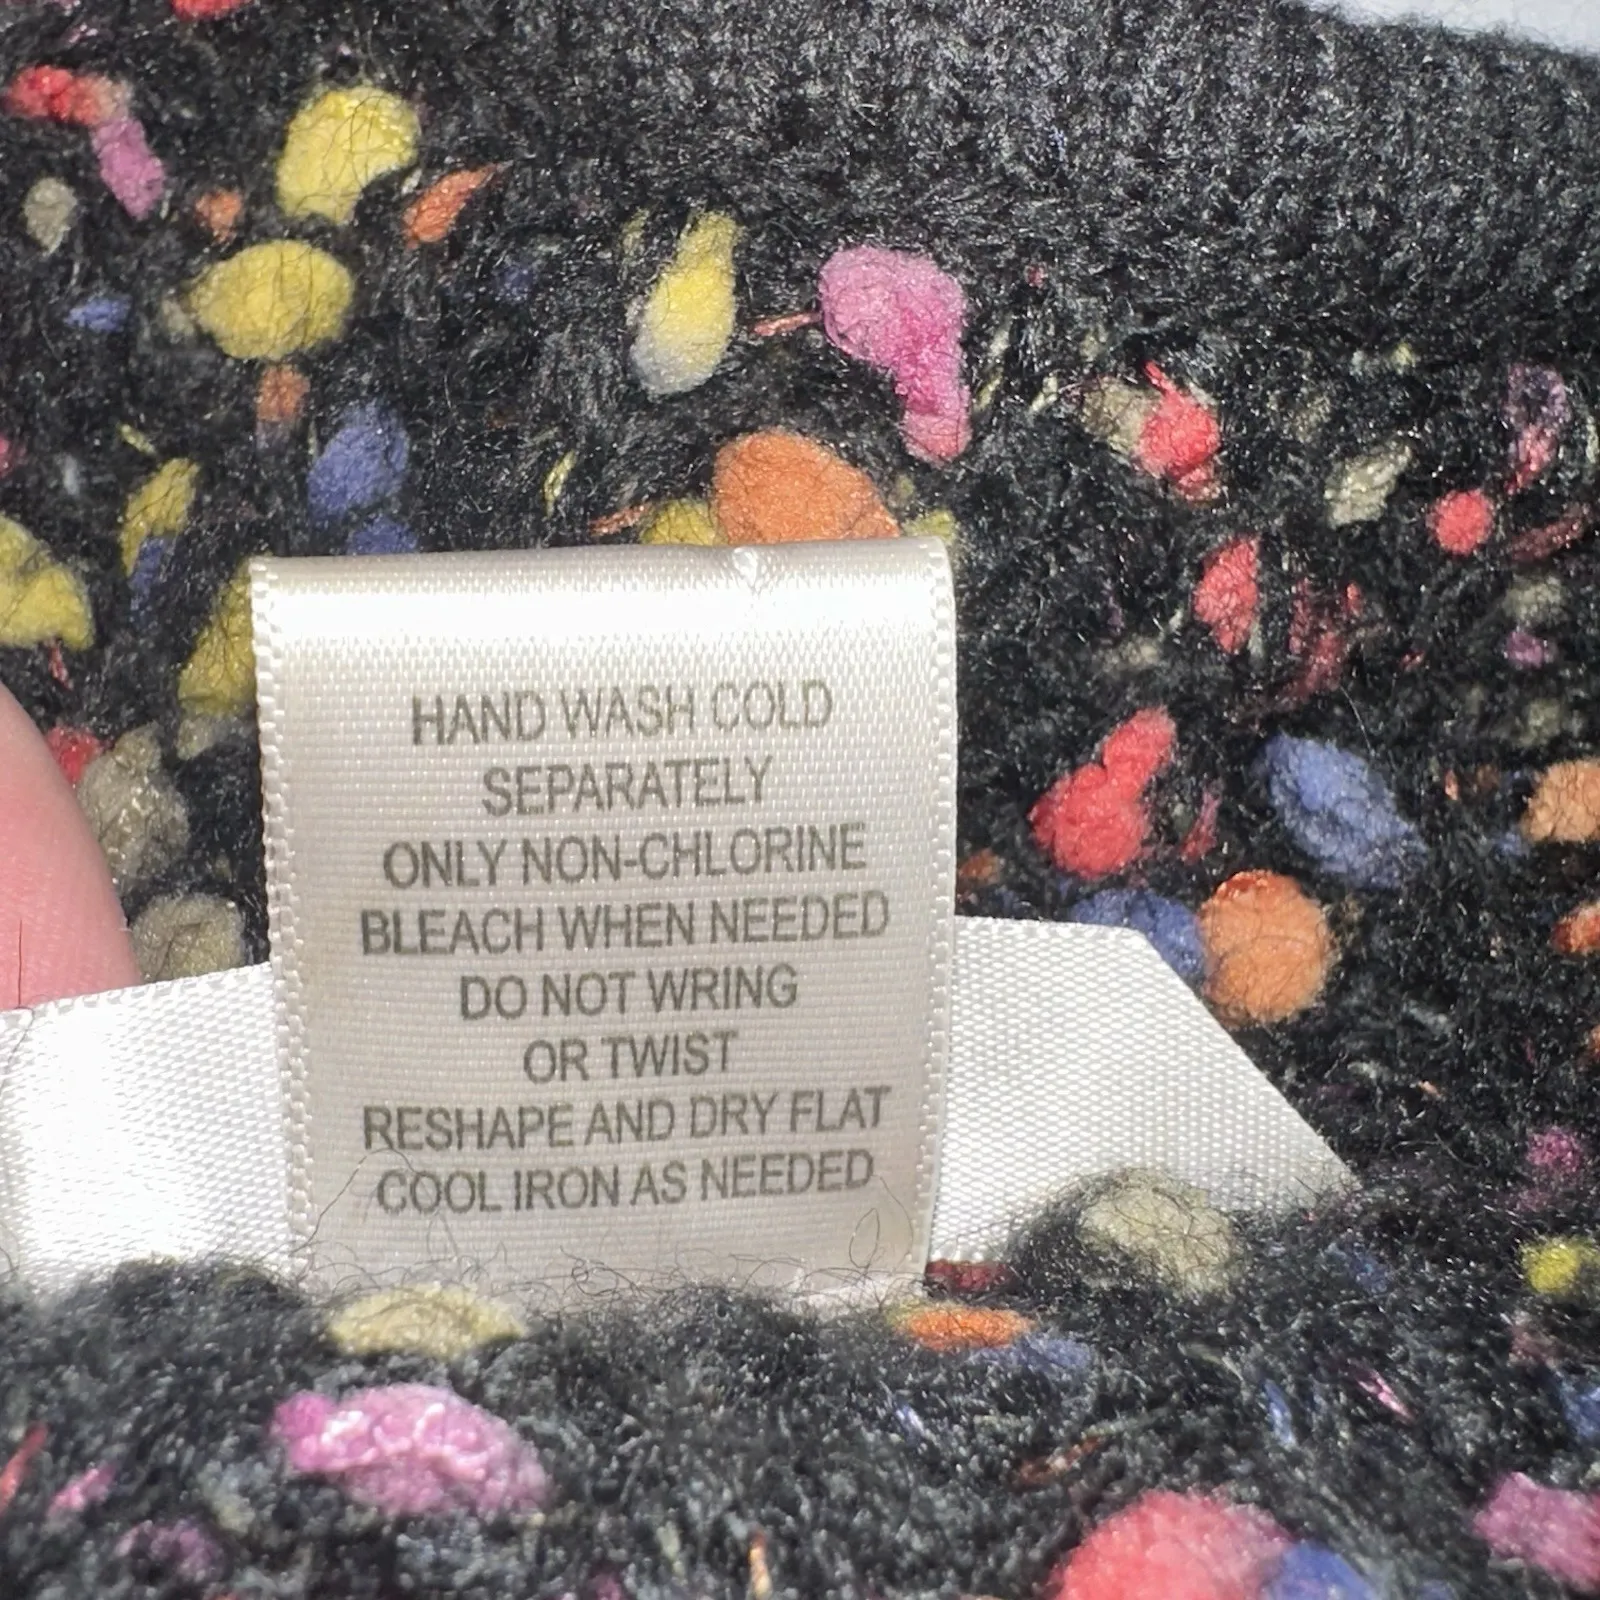 HAND WASH COLD
SEPARATELY
ONLY NON-CHLORINE
BLEACH WHEN NEEDED
DO NOT WRING
OR TWIST
RESHAPE AND DRY FLAT
COOL IRON AS NEEDED